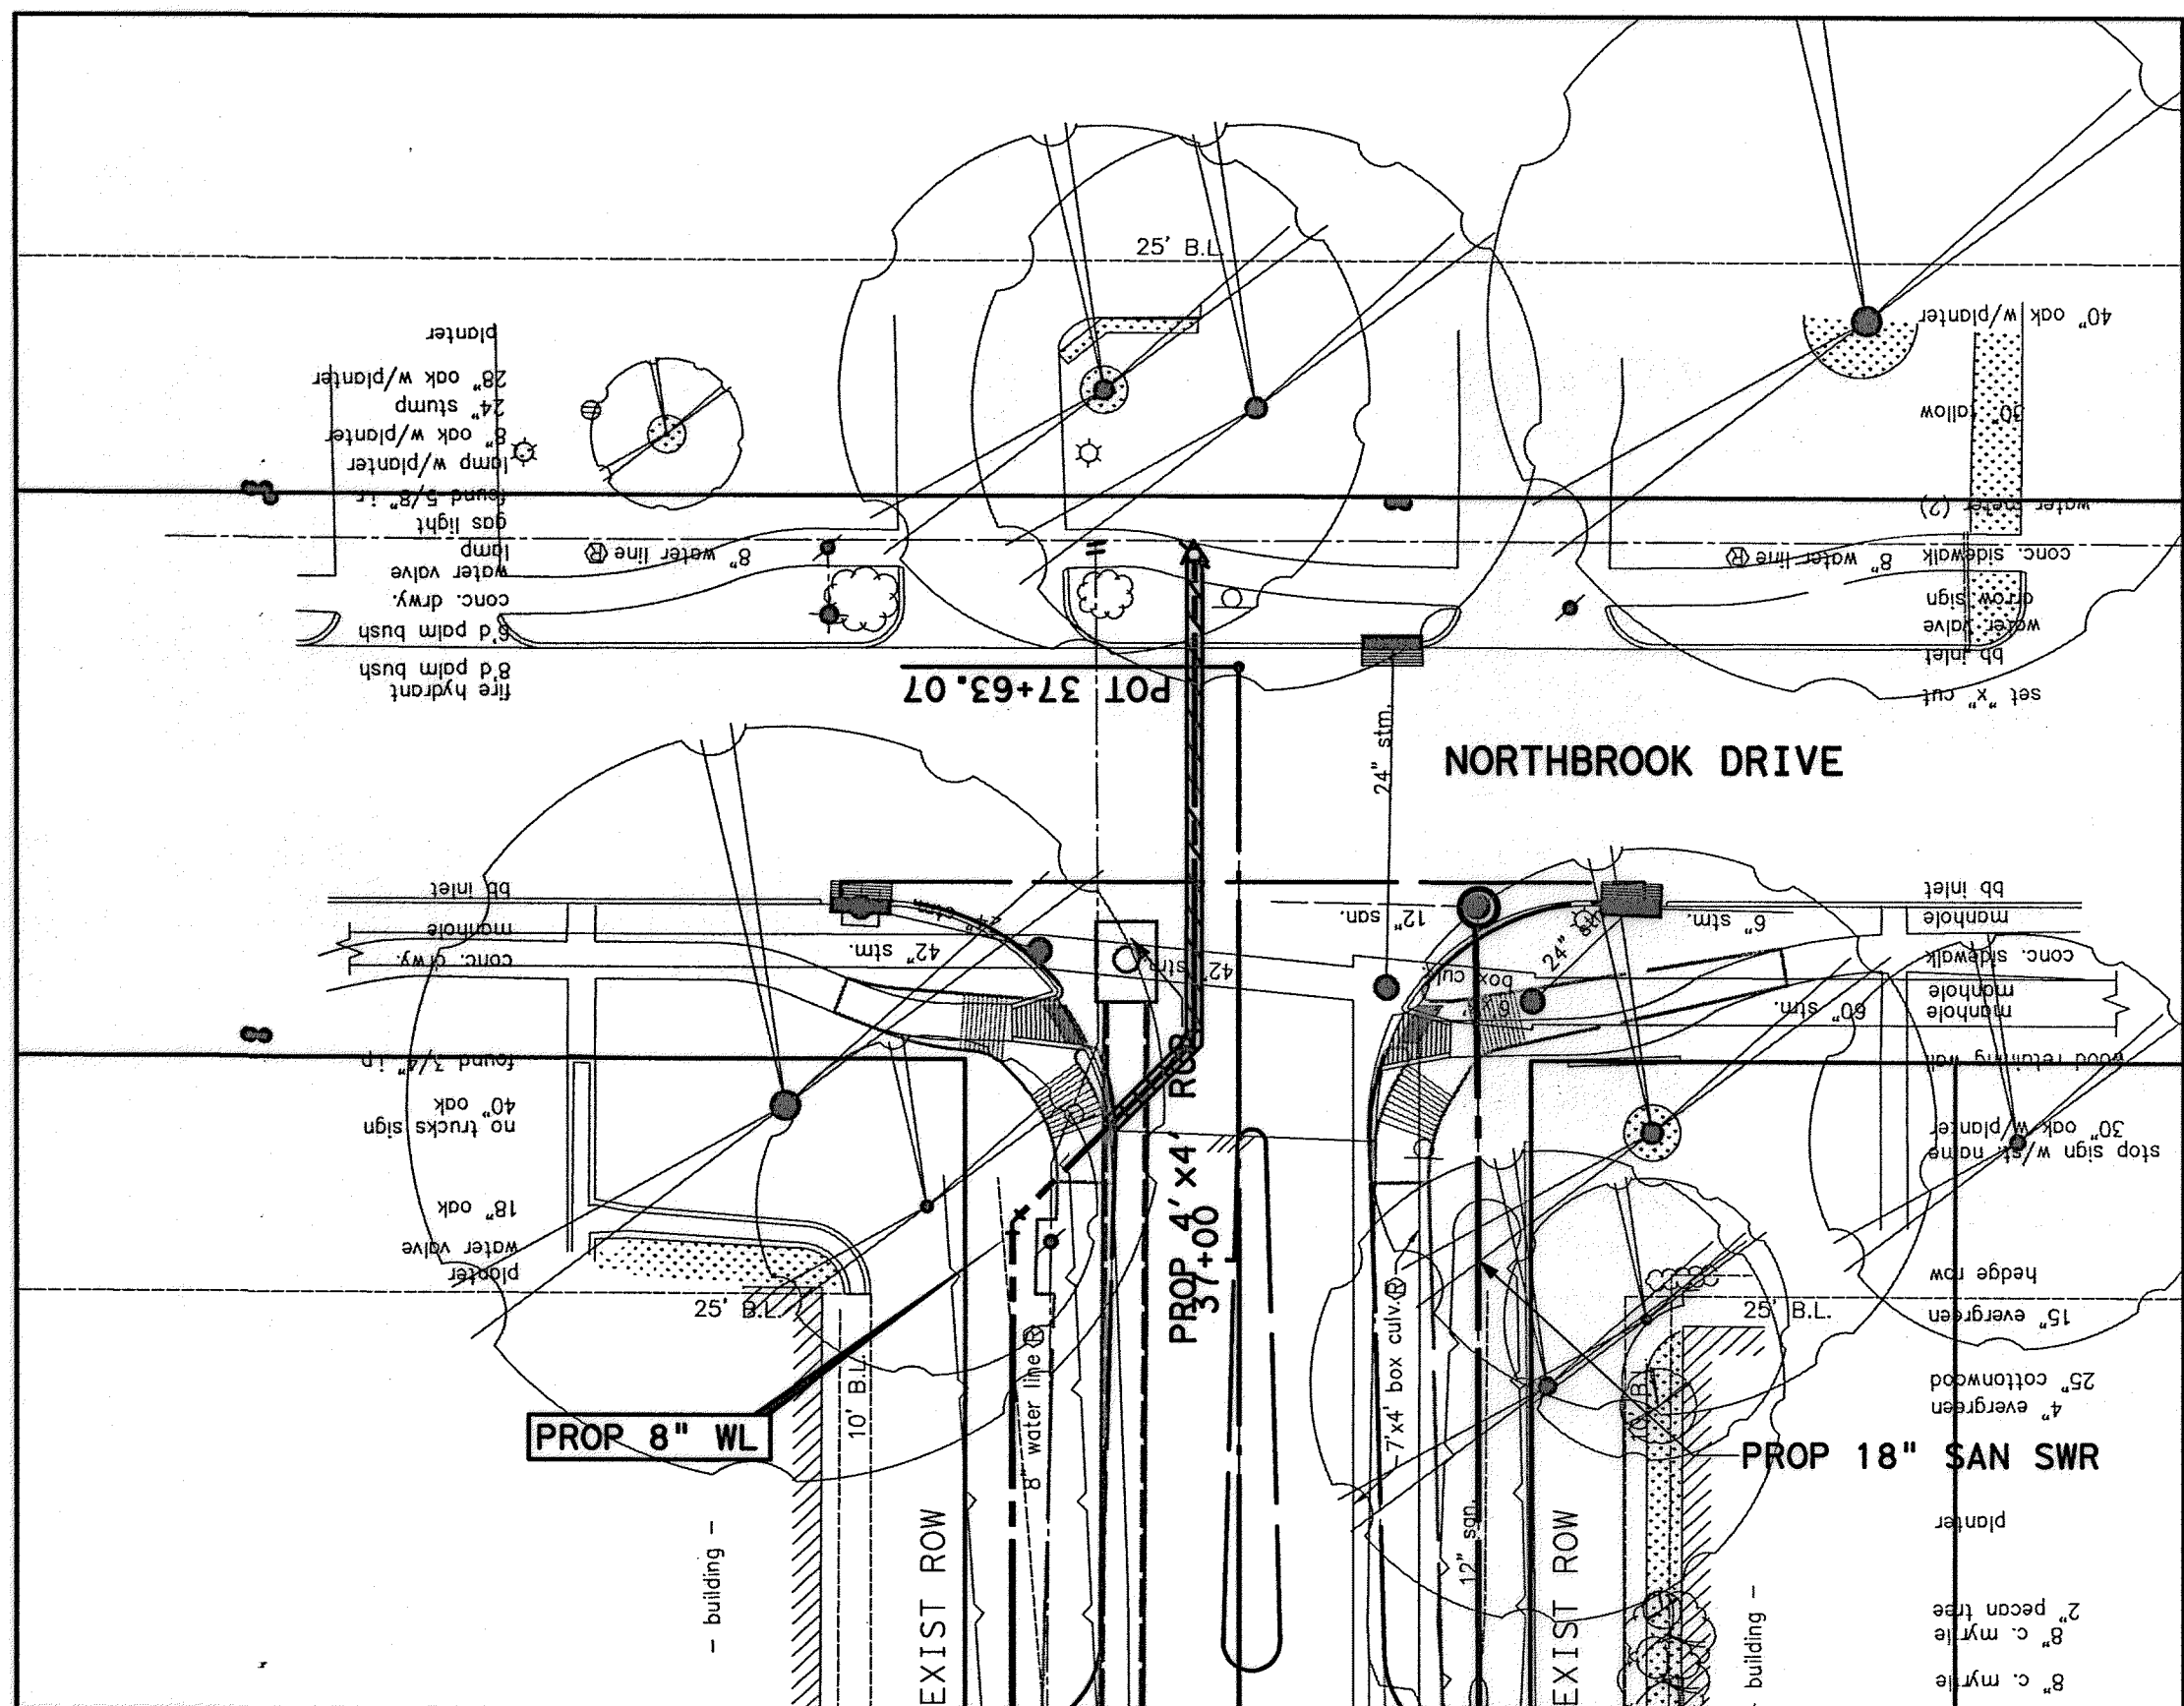 25' B.L.
planter
28" oak w/planter
24" stump
8" oak w/planter
lamp w/planter
found 5/8" i.r.
gas light
lamp
water valve
conc. drwy.
6'd palm bush
8'd palm bush
fire hydrant
8" water line R
40" oak w/planter
30" tallow
water meter (2)
conc. sidewalk
8" water line R
arrow sign
water valve
bb inlet
set "x" cut
POT 37+63.07
24" stm.
NORTHBROOK DRIVE
bb inlet
manhole
conc. drwy.
42" stm.
42" stm.
12" san.
box culv.
24" stm.
6" stm.
60" stm.
bb inlet
manhole
conc. sidewalk
manhole
manhole
wood retaining wall
found 3/4" i.p.
40" oak
no trucks sign
18" oak
water valve
planter
30" oak w/planter
stop sign w/st. name
hedge row
15" evergreen
25" cottonwood
4" evergreen
25' B.L.
25' B.L.
10' B.L.
8" water line R
PROP 4'x4' RCB
37+00
7'x4' box culv. R
PROP 8" WL
PROP 18" SAN SWR
12" san.
planter
2" pecan tree
8" c. myrtle
8" c. myrtle
- building -
EXIST ROW
EXIST ROW
building -